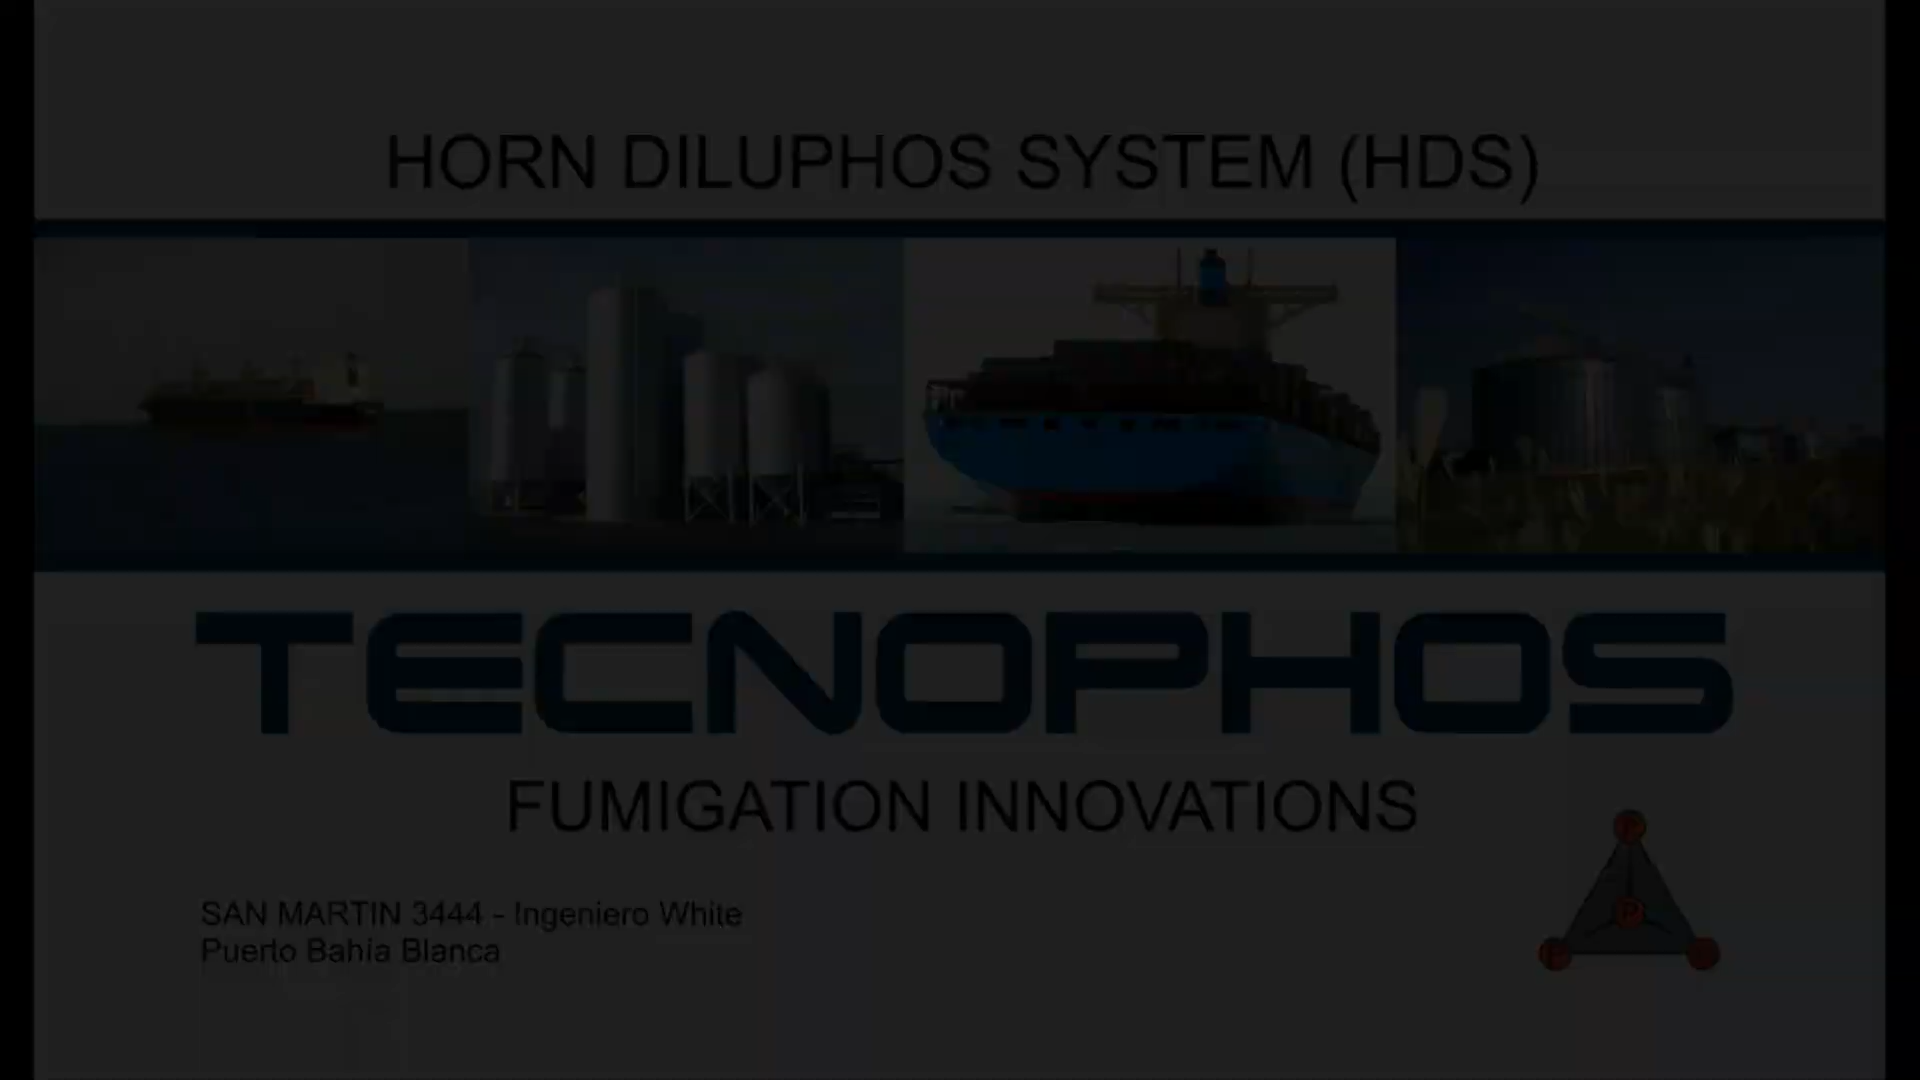 HORN DILUPHOS SYSTEM (HDS)
TECNOPHOS
FUMIGATION INNOVATIONS
SAN MARTIN 3444 - Ingeniero White
Puerto Bahía Blanca
P
P
P
P